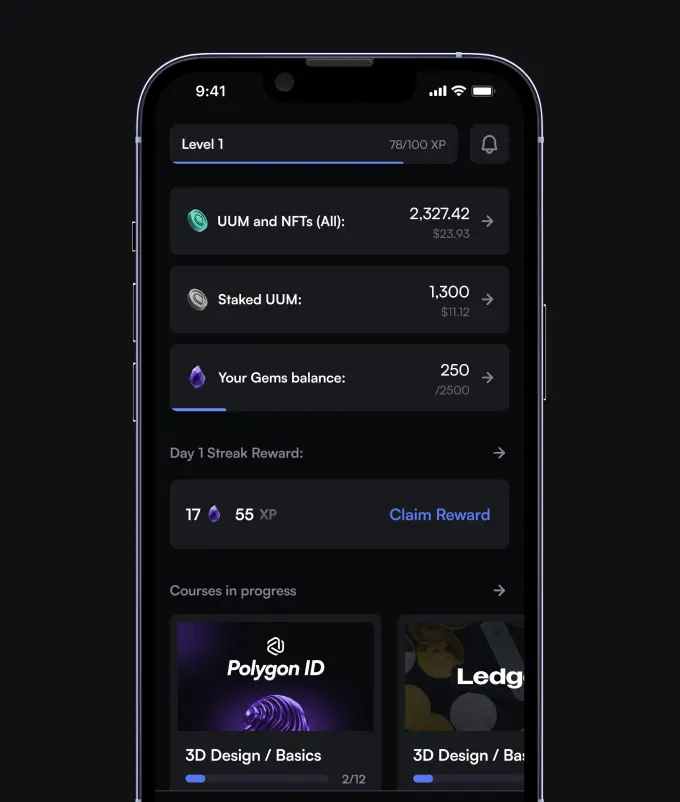 9:41
Level 1 78/100 XP
UUM and NFTs (All): 2,327.42
$23.93
Staked UUM: 1,300
$11.12
Your Gems balance: 250
/2500
Day 1 Streak Reward:
17 55 XP Claim Reward
Courses in progress
Polygon ID
Ledg
3D Design / Basics 3D Design / Bas
2/12